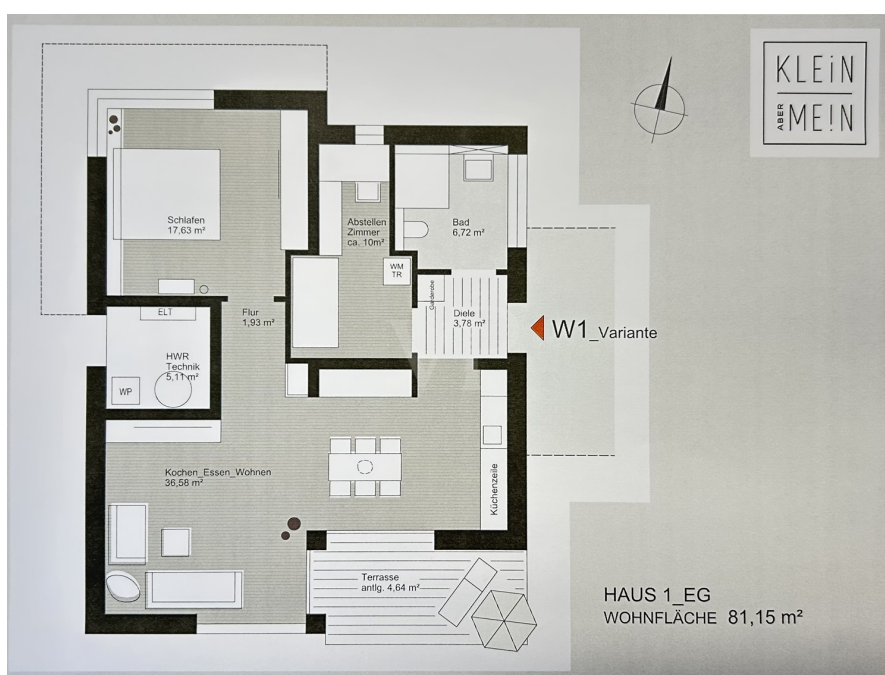 KLEiN
ABER
ME!N
Schlafen
17,63 m²
Abstellen
Zimmer
ca. 10m²
Bad
6,72 m²
WM
TR
Garderobe
ELT
Flur
1,93 m²
Diele
3,78 m²
W1_Variante
HWR
Technik
5,11 m²
WP
Kochen_Essen_Wohnen
36,58 m²
Küchenzeile
Terrasse
antlg. 4,64 m²
HAUS 1_EG
WOHNFLÄCHE 81,15 m²